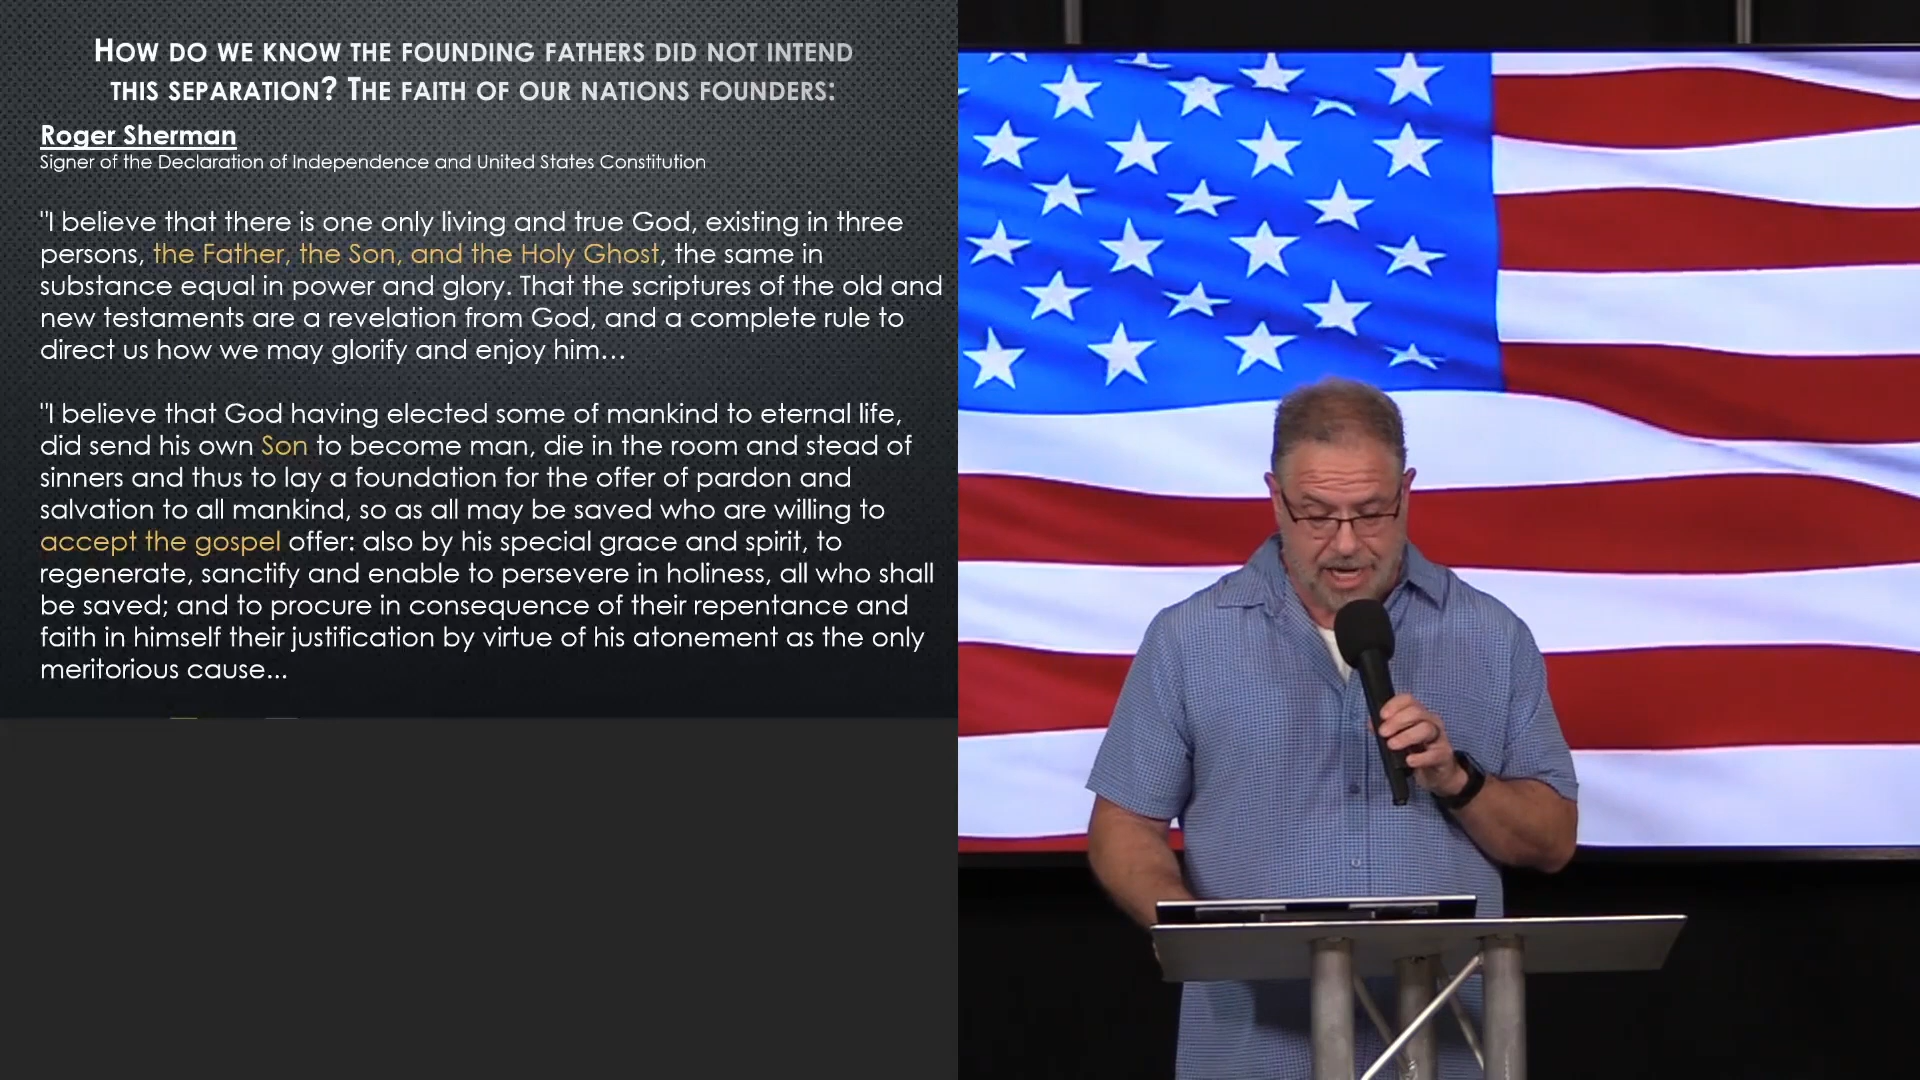 How do we know the founding fathers did not intend
this separation? The faith of our nations founders:
Roger Sherman
Signer of the Declaration of Independence and United States Constitution
"I believe that there is one only living and true God, existing in three
persons, the Father, the Son, and the Holy Ghost, the same in
substance equal in power and glory. That the scriptures of the old and
new testaments are a revelation from God, and a complete rule to
direct us how we may glorify and enjoy him…
"I believe that God having elected some of mankind to eternal life,
did send his own Son to become man, die in the room and stead of
sinners and thus to lay a foundation for the offer of pardon and
salvation to all mankind, so as all may be saved who are willing to
accept the gospel offer: also by his special grace and spirit, to
regenerate, sanctify and enable to persevere in holiness, all who shall
be saved; and to procure in consequence of their repentance and
faith in himself their justification by virtue of his atonement as the only
meritorious cause...